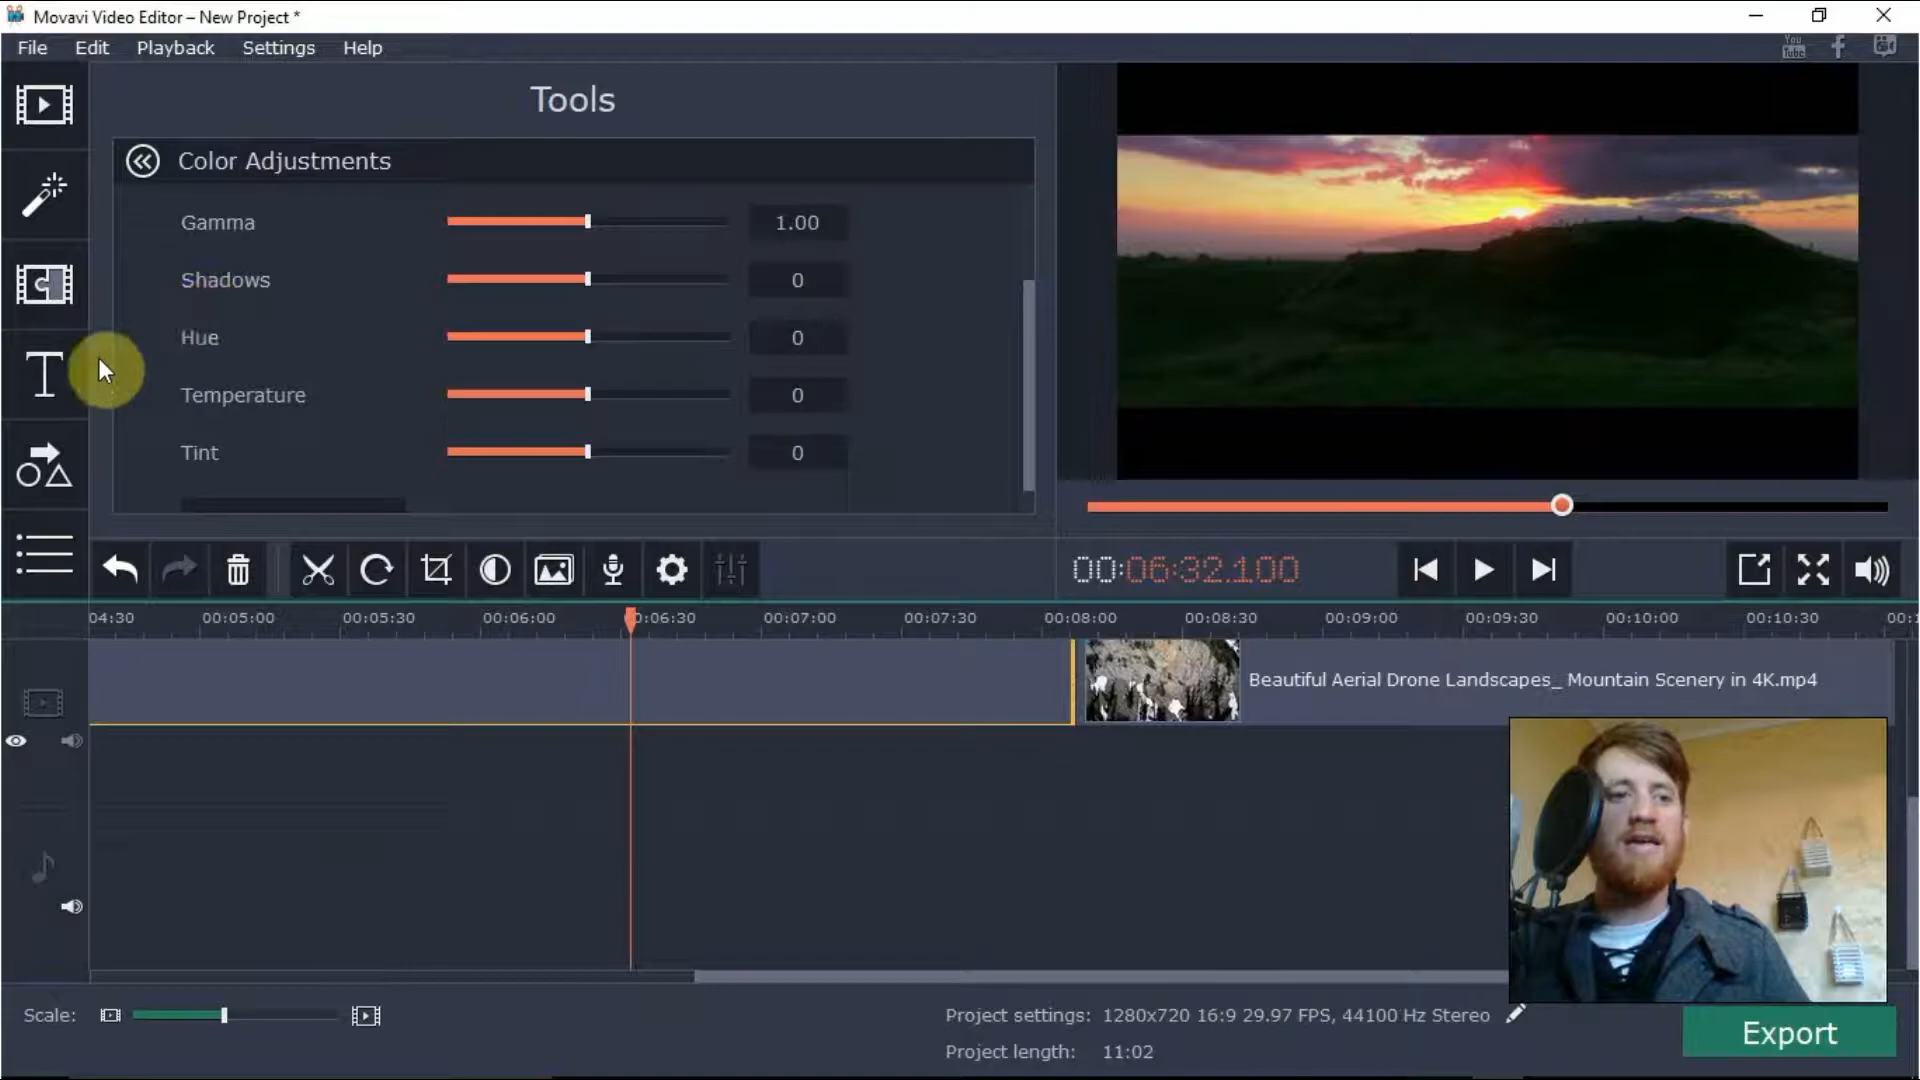 Movavi Video Editor – New Project *
File Edit Playback Settings Help
You Tube
Tools
Color Adjustments
Gamma 1.00
Shadows 0
Hue 0
Temperature 0
Tint 0
00:06:32.100
04:30 00:05:00 00:05:30 00:06:00 0:06:30 00:07:00 00:07:30 00:08:00 00:08:30 00:09:00 00:09:30 00:10:00 00:10:30 00:1
Beautiful Aerial Drone Landscapes_ Mountain Scenery in 4K.mp4
Scale:
Project settings: 1280x720 16:9 29.97 FPS, 44100 Hz Stereo
Project length: 11:02
Export